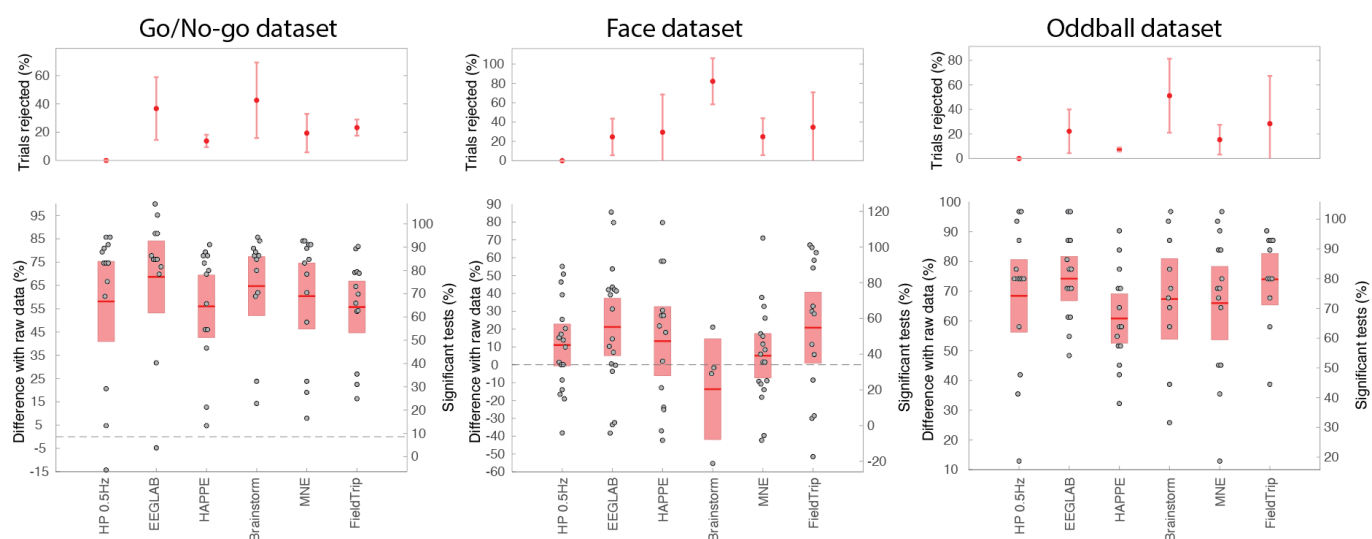 Go/No-go dataset
Trials rejected (%)
60
40
20
0
Difference with raw data (%)
95
85
75
65
55
45
35
25
15
5
-5
-15
Significant tests (%)
100
90
80
70
60
50
40
30
20
10
0
HP 0.5Hz
EEGLAB
HAPPE
Brainstorm
MNE
FieldTrip
Face dataset
Trials rejected (%)
100
80
60
40
20
0
Difference with raw data (%)
90
80
70
60
50
40
30
20
10
0
-10
-20
-30
-40
-50
-60
Significant tests (%)
120
100
80
60
40
20
0
-20
HP 0.5Hz
EEGLAB
HAPPE
Brainstorm
MNE
FieldTrip
Oddball dataset
Trials rejected (%)
80
60
40
20
0
Difference with raw data (%)
100
90
80
70
60
50
40
30
20
10
Significant tests (%)
100
90
80
70
60
50
40
30
20
HP 0.5Hz
EEGLAB
HAPPE
Brainstorm
MNE
FieldTrip